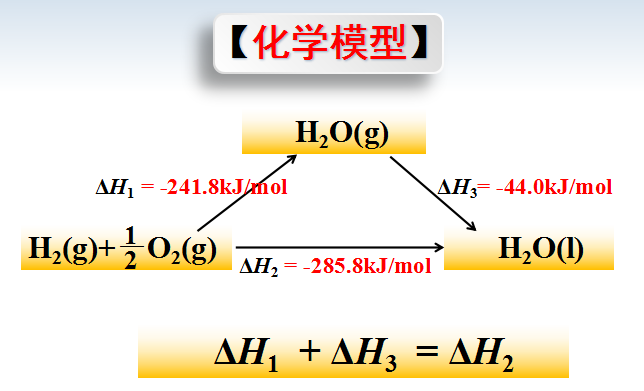 【化学模型】
H₂O(g)
ΔH₁ = -241.8kJ/mol
ΔH₃= -44.0kJ/mol
H₂(g)+ 1/2 O₂(g)
H₂O(l)
ΔH₂ = -285.8kJ/mol
ΔH₁ + ΔH₃ = ΔH₂